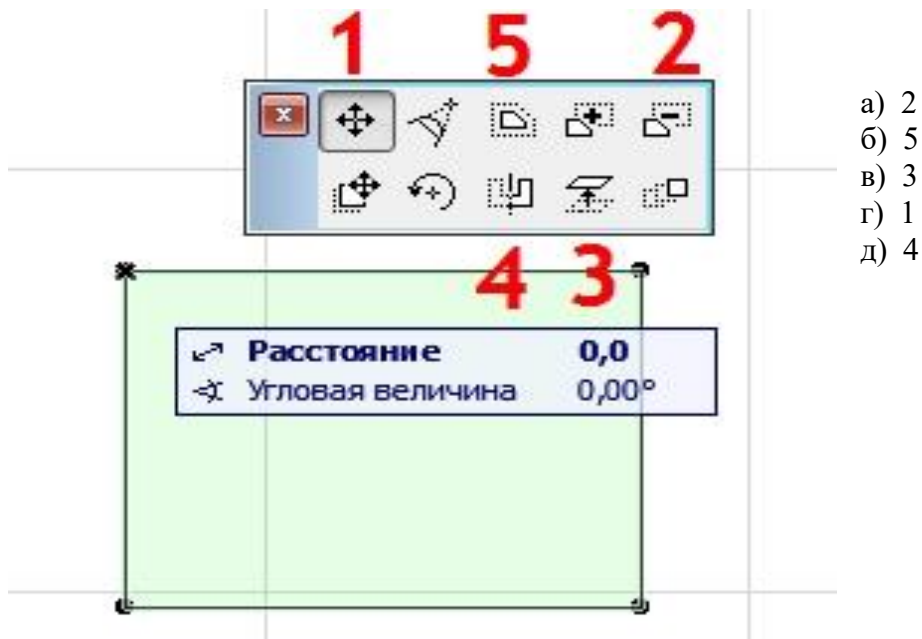 1 5 2
x
4 3
Расстояние 0,0
Угловая величина 0,00°
а) 2
б) 5
в) 3
г) 1
д) 4